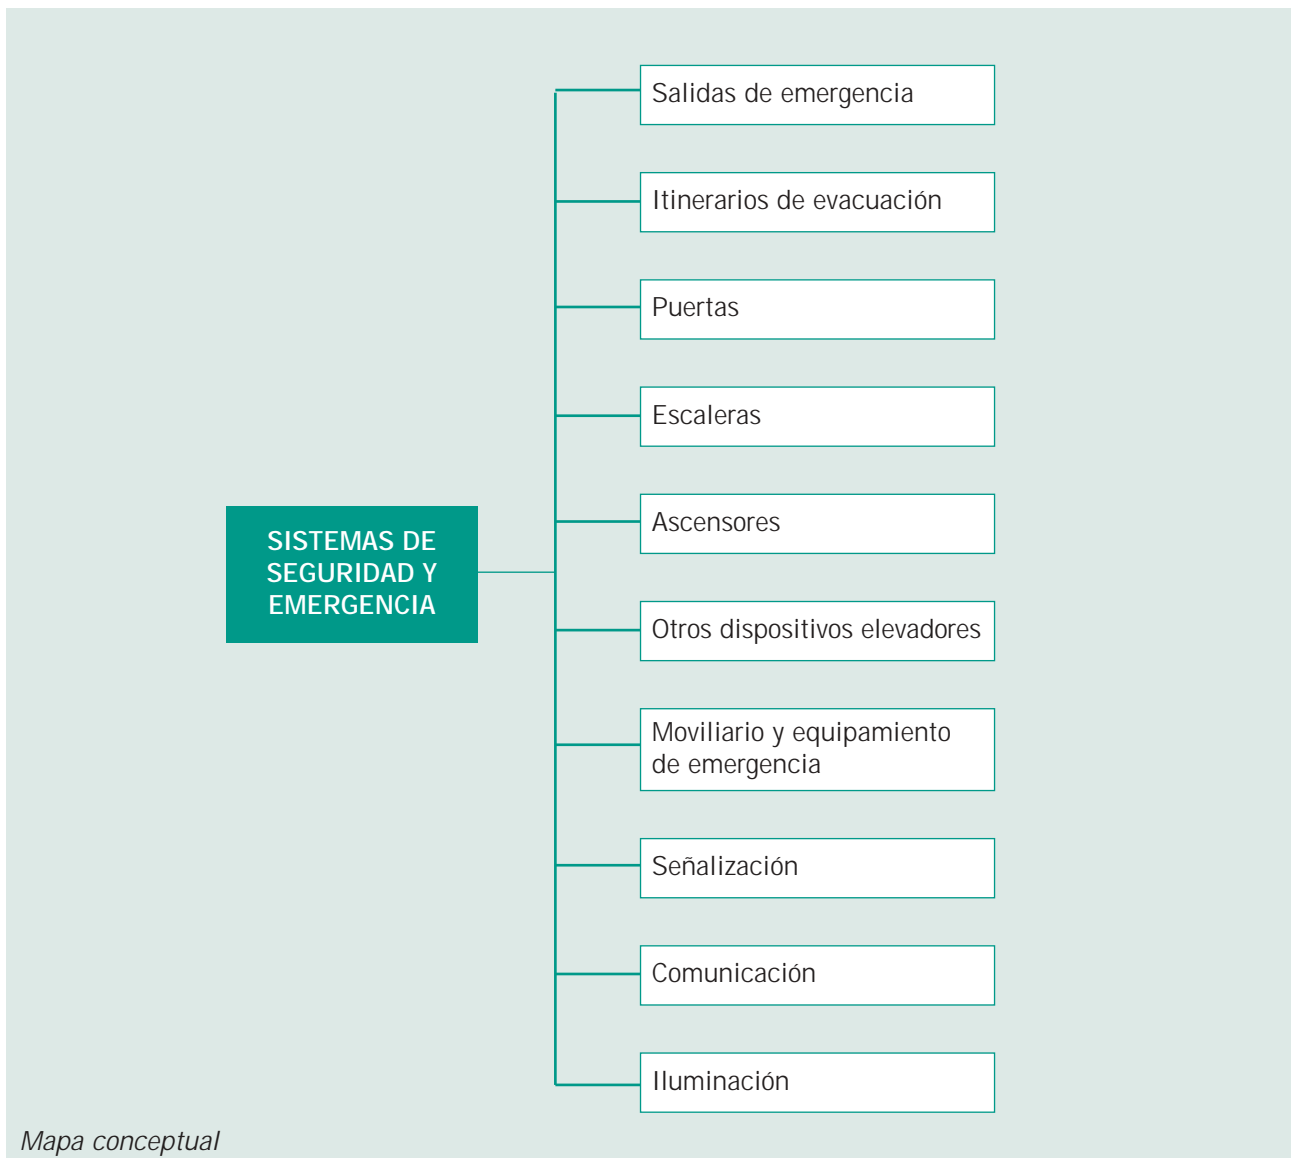 Salidas de emergencia
Itinerarios de evacuación
Puertas
Escaleras
Ascensores
SISTEMAS DE
SEGURIDAD Y
EMERGENCIA
Otros dispositivos elevadores
Moviliario y equipamiento
de emergencia
Señalización
Comunicación
Iluminación
Mapa conceptual